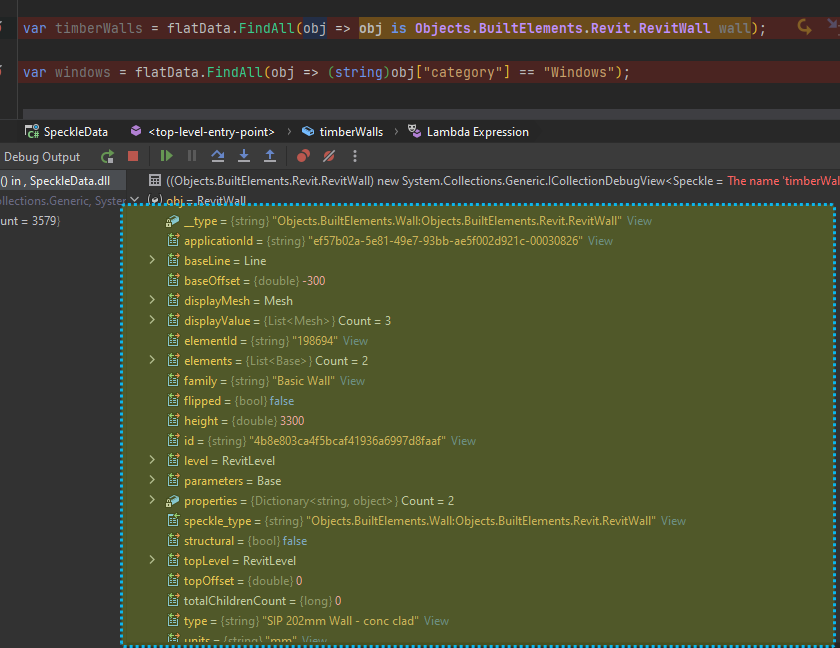 var timberWalls = flatData.FindAll(obj => obj is Objects.BuiltElements.Revit.RevitWall wall);
var windows = flatData.FindAll(obj => (string)obj["category"] == "Windows");
SpeckleData <top-level-entry-point> timberWalls Lambda Expression
Debug Output
() in , SpeckleData.dll ((Objects.BuiltElements.Revit.RevitWall) new System.Collections.Generic.ICollectionDebugView<Speckle = The name 'timberWal
ollections.Generic, System obj = RevitWall
unt = 3579}
__type = {string} "Objects.BuiltElements.Wall:Objects.BuiltElements.Revit.RevitWall" View
applicationId = {string} "ef57b02a-5e81-49e7-93bb-ae5f002d921c-00030826" View
baseLine = Line
baseOffset = {double} -300
displayMesh = Mesh
displayValue = {List<Mesh>} Count = 3
elementId = {string} "198694" View
elements = {List<Base>} Count = 2
family = {string} "Basic Wall" View
flipped = {bool} false
height = {double} 3300
id = {string} "4b8e803ca4f5bcaf41936a6997d8faaf" View
level = RevitLevel
parameters = Base
properties = {Dictionary<string, object>} Count = 2
speckle_type = {string} "Objects.BuiltElements.Wall:Objects.BuiltElements.Revit.RevitWall" View
structural = {bool} false
topLevel = RevitLevel
topOffset = {double} 0
totalChildrenCount = {long} 0
type = {string} "SIP 202mm Wall - conc clad" View
units = {string} "mm" View